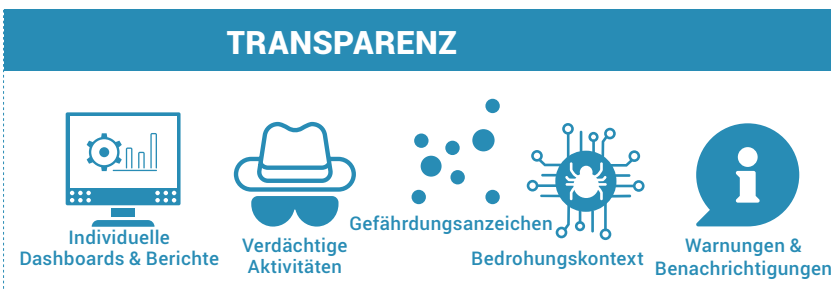 TRANSPARENZ
Individuelle
Dashboards & Berichte
Verdächtige
Aktivitäten
Gefährdungsanzeichen
Bedrohungskontext
Warnungen &
Benachrichtigungen